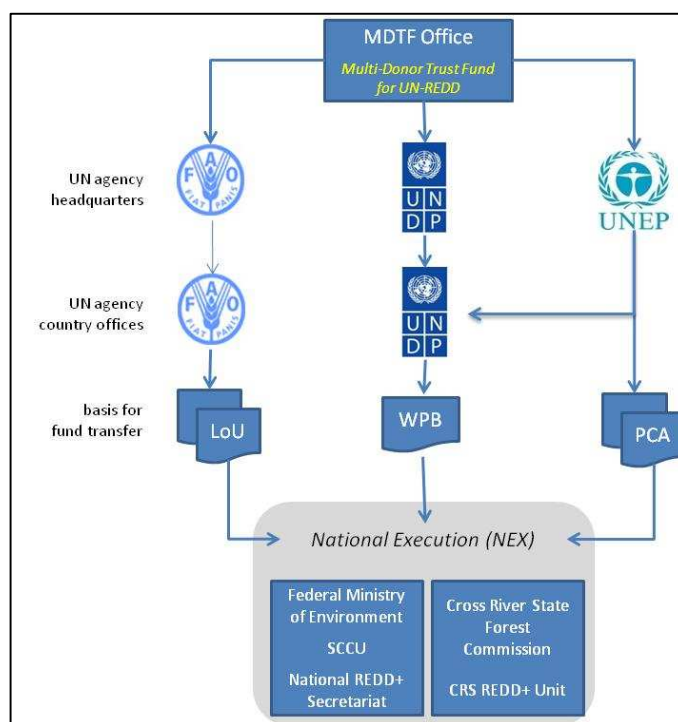 MDTF Office
Multi-Donor Trust Fund
for UN-REDD
UN agency
headquarters
F A O
FIAT PANIS
U N
D P
UNEP
UN agency
country offices
F A O
FIAT PANIS
U N
D P
basis for
fund transfer
LoU
WPB
PCA
National Execution (NEX)
Federal Ministry
of Environment
SCCU
National REDD+
Secretariat
Cross River State
Forest
Commission
CRS REDD+ Unit